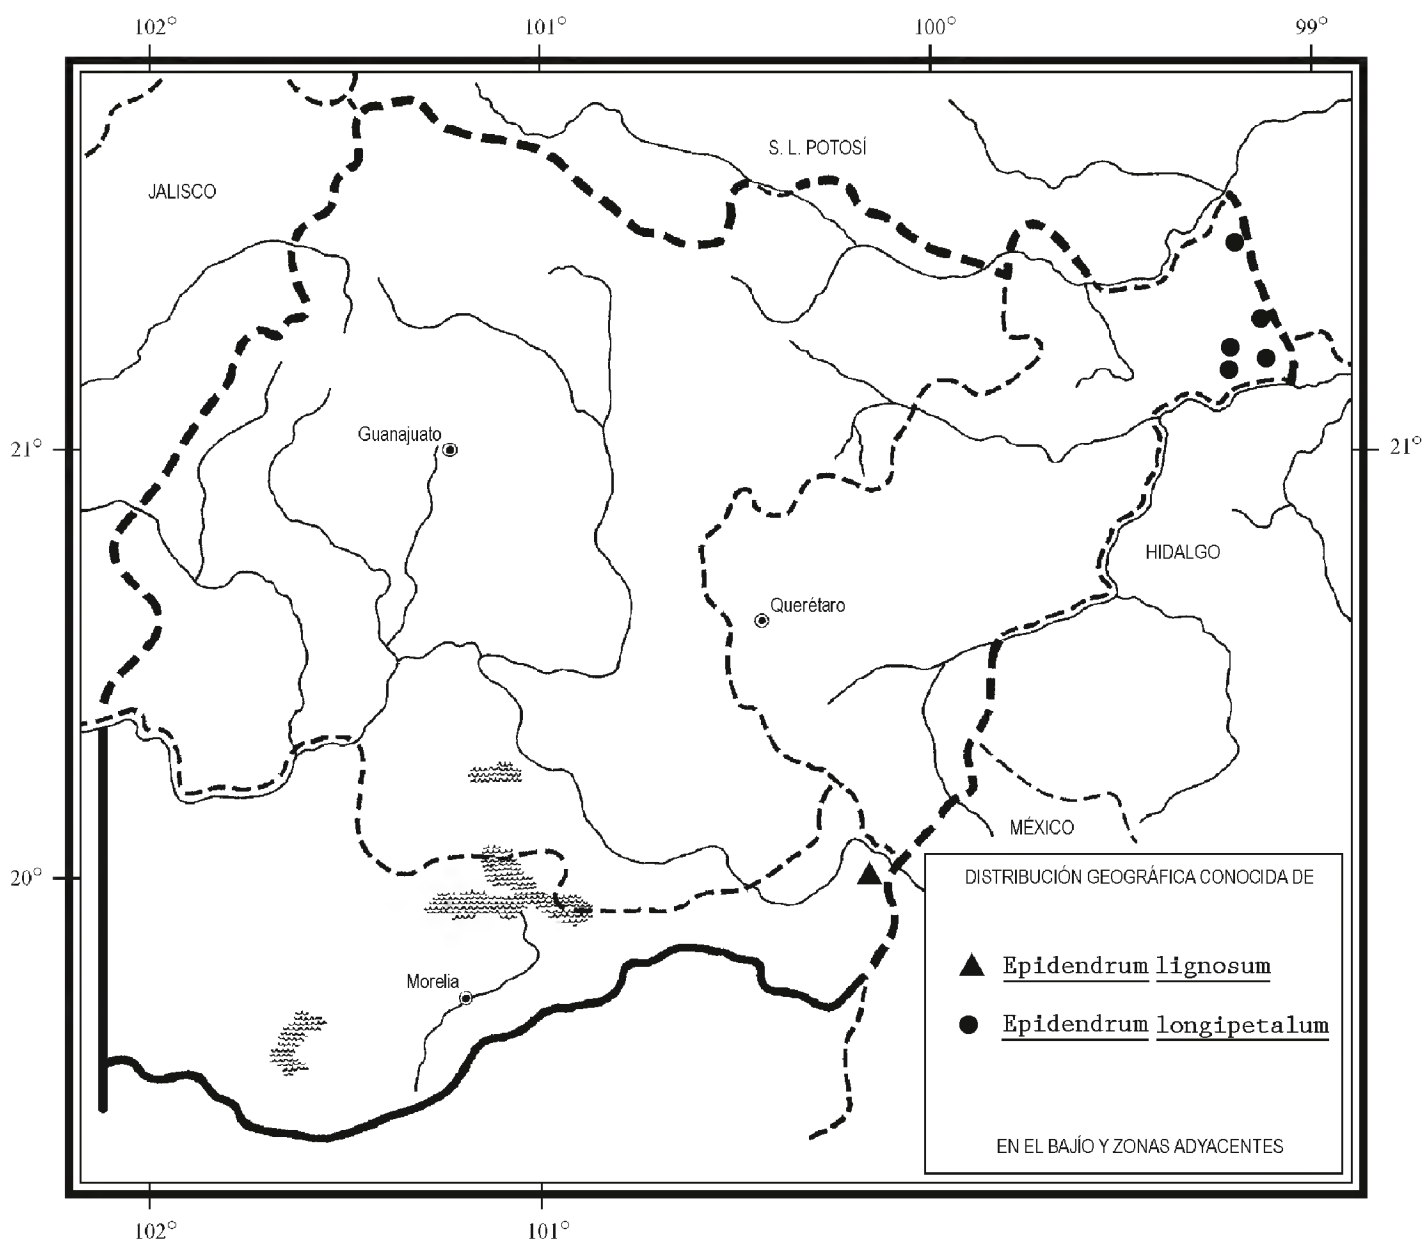 102° 101° 100° 99°
S. L. POTOSÍ
JALISCO
Guanajuato
21° 21°
HIDALGO
Querétaro
MÉXICO
20°
DISTRIBUCIÓN GEOGRÁFICA CONOCIDA DE
Epidendrum lignosum
Morelia
Epidendrum longipetalum
EN EL BAJÍO Y ZONAS ADYACENTES
102° 101°